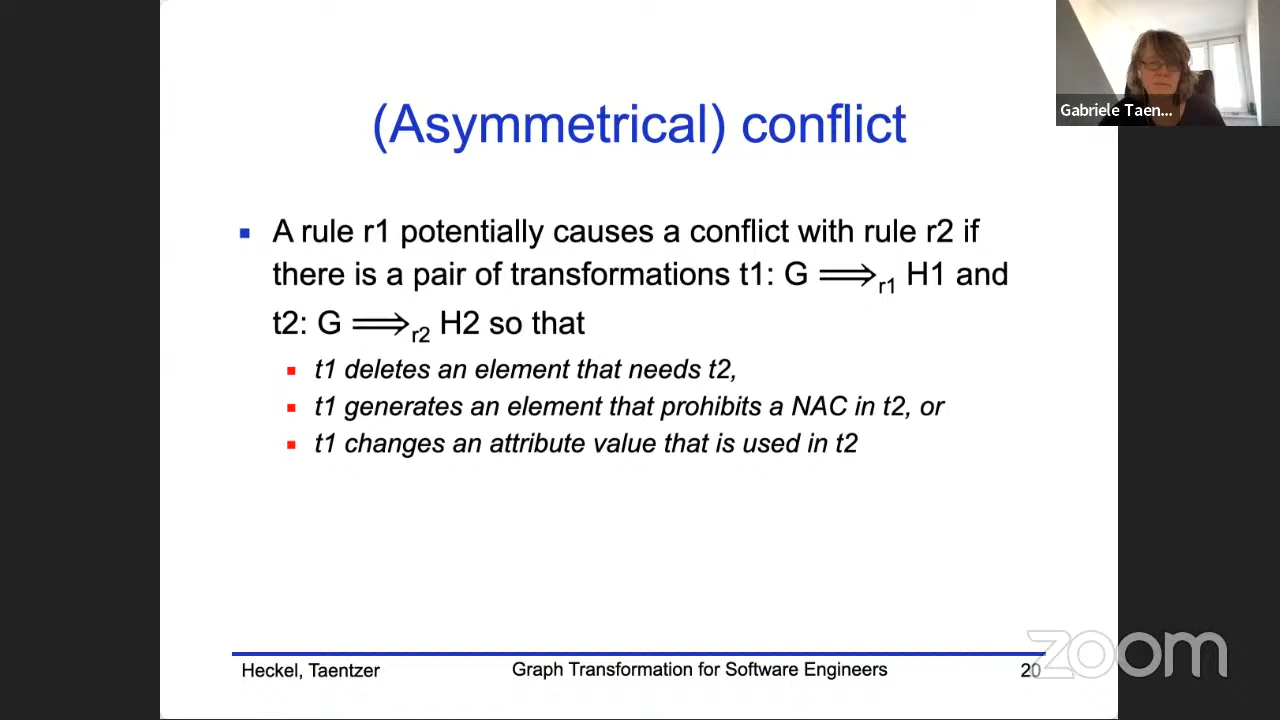 (Asymmetrical) conflict
Gabriele Taen...
A rule r1 potentially causes a conflict with rule r2 if
there is a pair of transformations t1: G ⟹r1 H1 and
t2: G ⟹r2 H2 so that
t1 deletes an element that needs t2,
t1 generates an element that prohibits a NAC in t2, or
t1 changes an attribute value that is used in t2
Heckel, Taentzer
Graph Transformation for Software Engineers
20
zoom